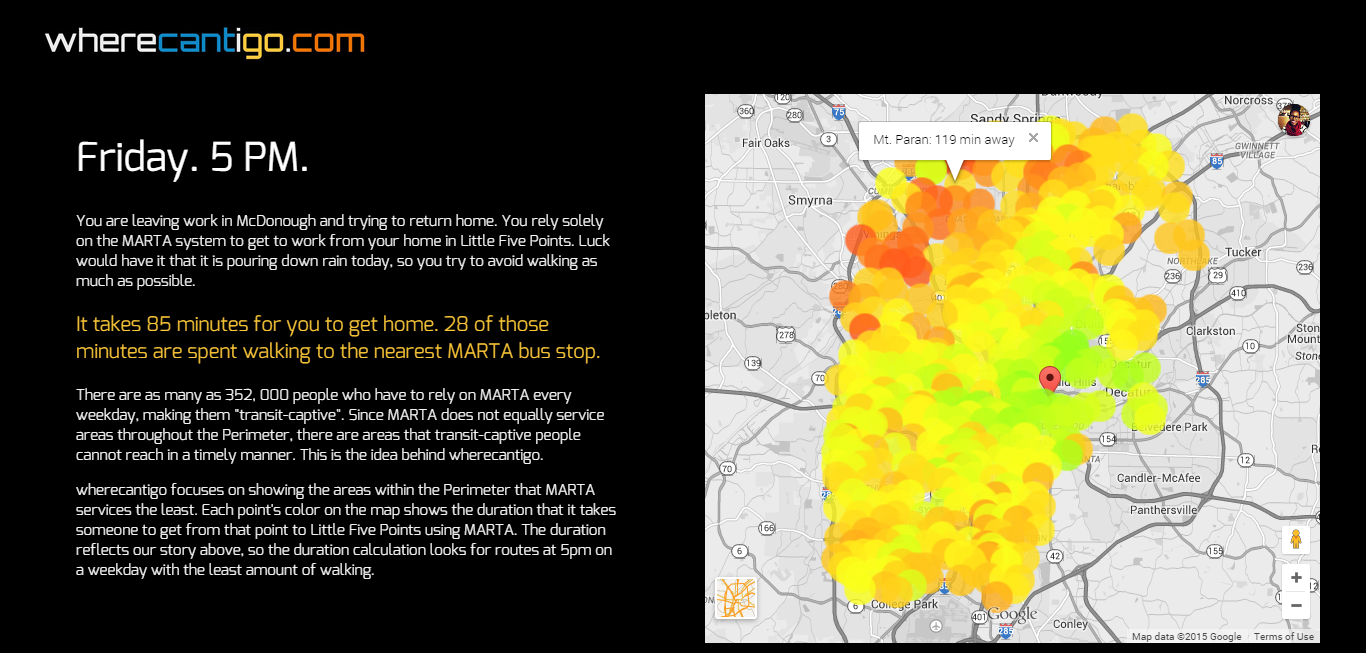 wherecantigo.com
Friday. 5 PM.
You are leaving work in McDonough and trying to return home. You rely solely
on the MARTA system to get to work from your home in Little Five Points. Luck
would have it that it is pouring down rain today, so you try to avoid walking as
much as possible.
It takes 85 minutes for you to get home. 28 of those
minutes are spent walking to the nearest MARTA bus stop.
There are as many as 352, 000 people who have to rely on MARTA every
weekday, making them "transit-captive". Since MARTA does not equally service
areas throughout the Perimeter, there are areas that transit-captive people
cannot reach in a timely manner. This is the idea behind wherecantigo.
wherecantigo focuses on showing the areas within the Perimeter that MARTA
services the least. Each point's color on the map shows the duration that it takes
someone to get from that point to Little Five Points using MARTA. The duration
reflects our story above, so the duration calculation looks for routes at 5pm on
a weekday with the least amount of walking.
120
Norcross
360
280
75
Sandy Springs
3
Mt. Paran: 119 min away
Fair Oaks
GWINNETT
VILLAGE
85
Smyrna
Tucker
NORTHLAKE
236
29
236
410
278
Clarkston
10
139
70
285
Decatur
Belvedere Park
154
12
70
Candler-McAfee
Panthersville
166
6
42
155
85
6
College Park
401
Google
Conley
285
Map data ©2015 Google
Terms of Use